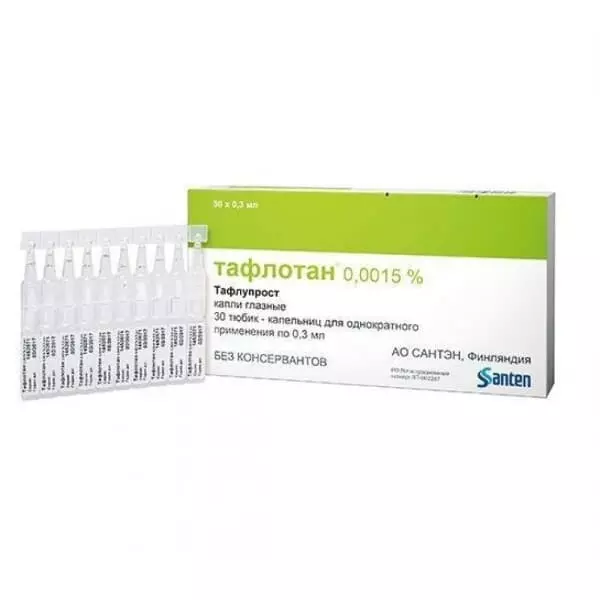 30 x 0,3 мл
тафлотан® 0,0015 %
Тафлупрост
капли глазные
30 тюбик - капельниц для однократного
применения по 0,3 мл
БЕЗ КОНСЕРВАНТОВ
АО САНТЭН, Финляндия
Santen